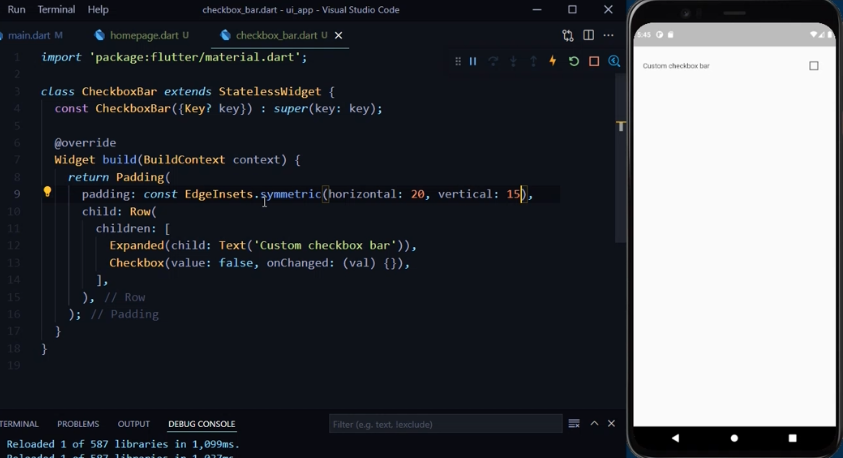 Run Terminal Help checkbox_bar.dart - ui_app - Visual Studio Code
main.dart M homepage.dart U checkbox_bar.dart U
1 import 'package:flutter/material.dart';
2
3 class CheckboxBar extends StatelessWidget {
4 const CheckboxBar({Key? key}) : super(key: key);
5
6 @override
7 Widget build(BuildContext context) {
8 return Padding(
9 padding: const EdgeInsets.symmetric(horizontal: 20, vertical: 15),
10 child: Row(
11 children: [
12 Expanded(child: Text('Custom checkbox bar')),
13 Checkbox(value: false, onChanged: (val) {}),
14 ],
15 ), // Row
16 ); // Padding
17 }
18 }
19
TERMINAL PROBLEMS OUTPUT DEBUG CONSOLE Filter (e.g. text, !exclude)
Reloaded 1 of 587 libraries in 1,099ms.
Reloaded 1 of 587 libraries in 1,027ms.
Custom checkbox bar